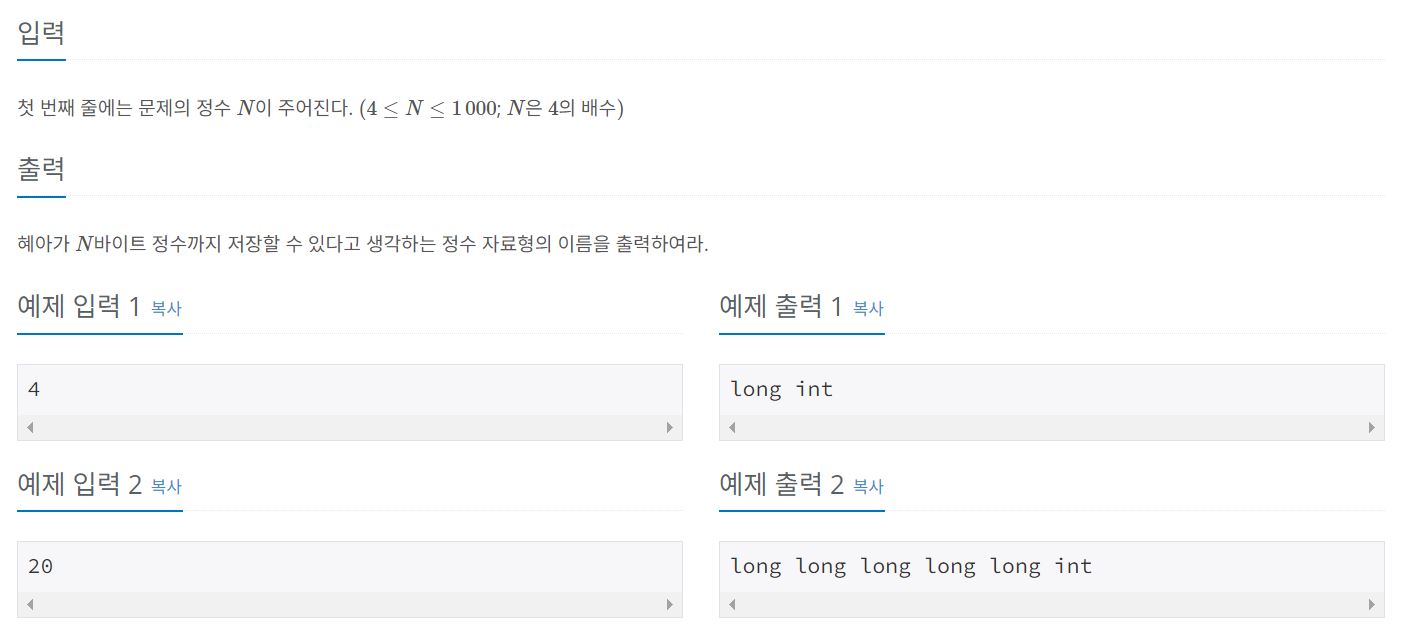 입력
첫 번째 줄에는 문제의 정수 N이 주어진다. (4 ≤ N ≤ 1 000; N은 4의 배수)
출력
혜아가 N바이트 정수까지 저장할 수 있다고 생각하는 정수 자료형의 이름을 출력하여라.
예제 입력 1 복사
4
예제 출력 1 복사
long int
예제 입력 2 복사
20
예제 출력 2 복사
long long long long long int